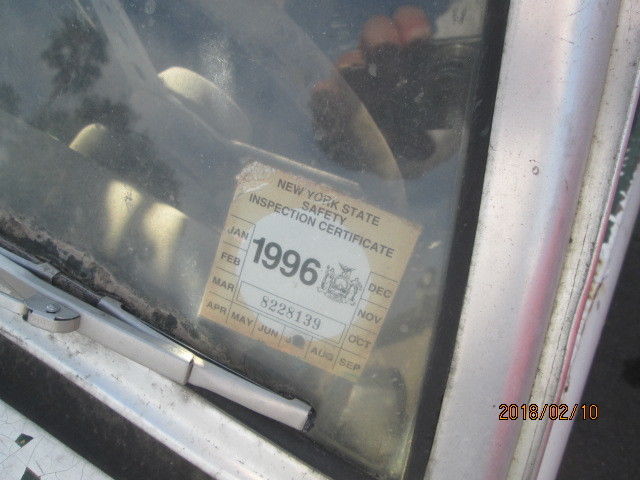 NEW YORK STATE
SAFETY
INSPECTION CERTIFICATE
JAN
1996
DEC
FEB
NOV
MAR
8228139
OCT
APR MAY JUN AUG SEP
2018/02/10